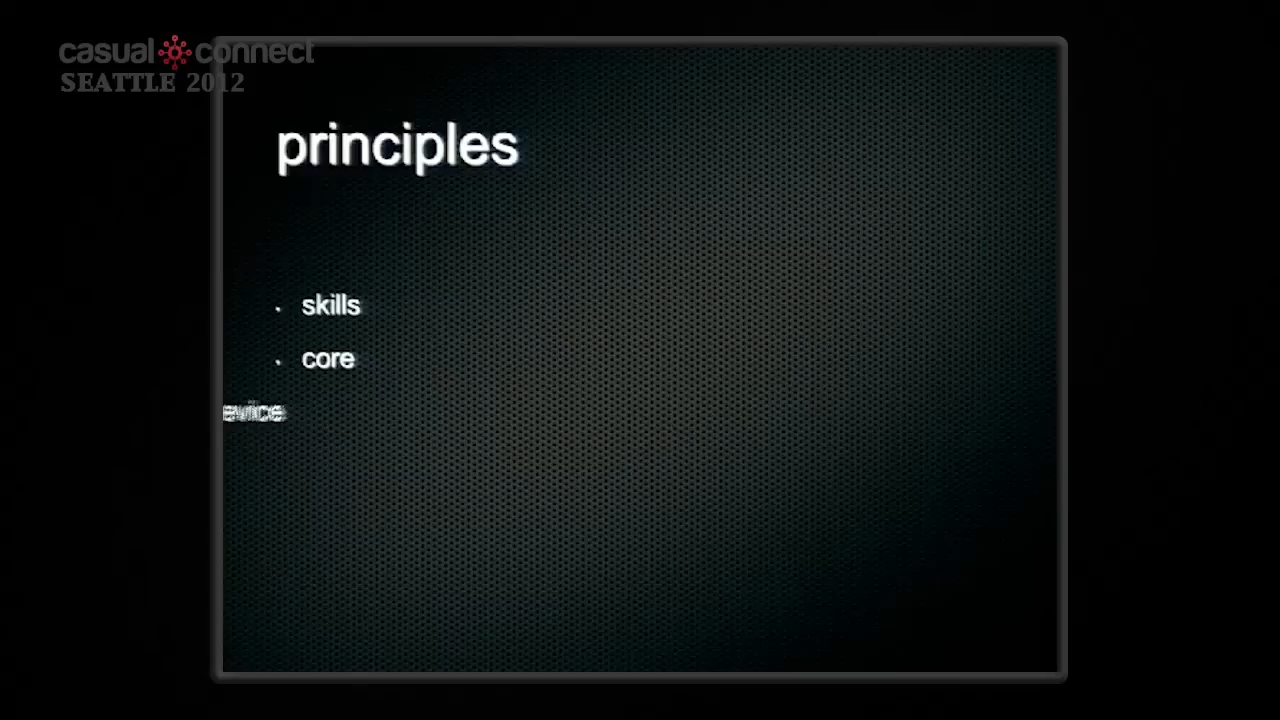 casual connect
SEATTLE 2012
principles
· skills
· core
evice